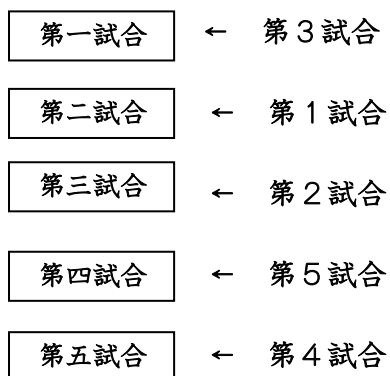 第一試合 ← 第３試合
第二試合 ← 第１試合
第三試合 ← 第２試合
第四試合 ← 第５試合
第五試合 ← 第４試合